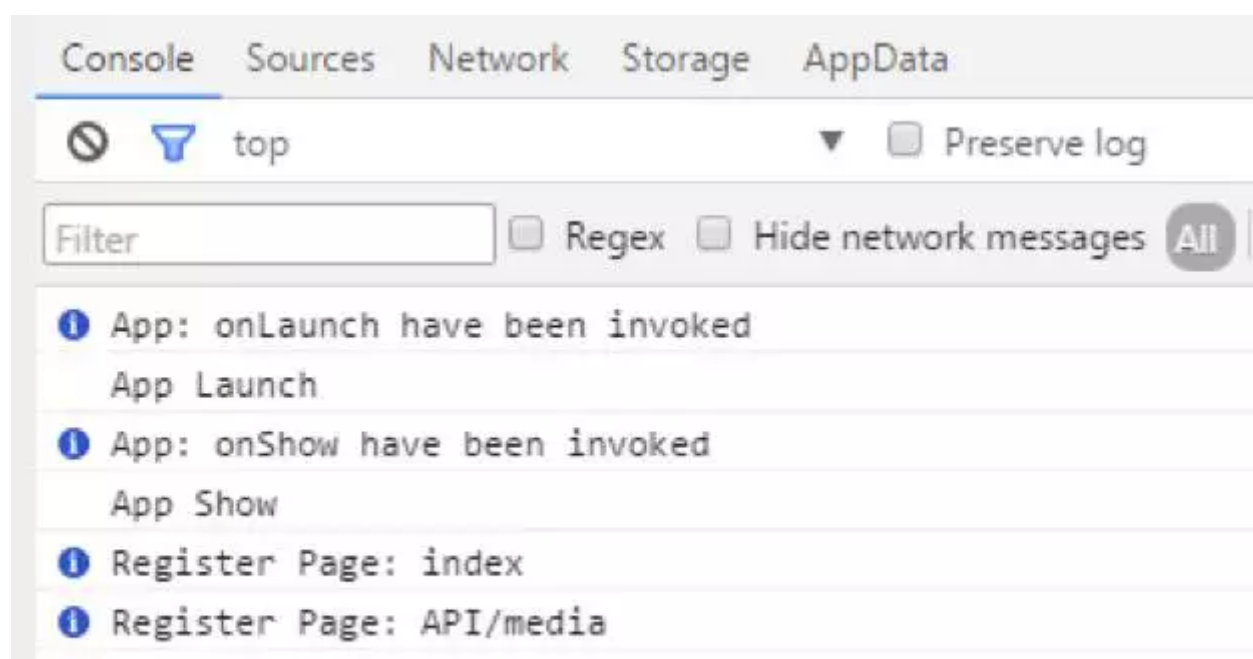 Console Sources Network Storage AppData
top ▼ Preserve log
Filter Regex Hide network messages All
App: onLaunch have been invoked
App Launch
App: onShow have been invoked
App Show
Register Page: index
Register Page: API/media